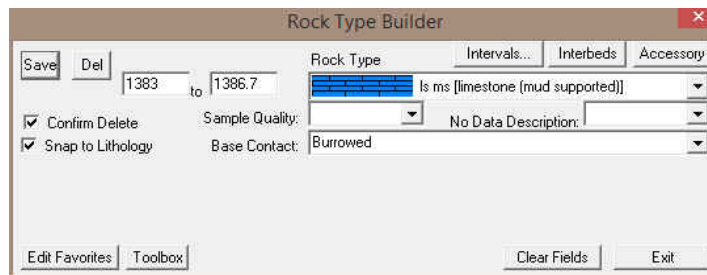 Rock Type Builder
Save Del Rock Type Intervals... Interbeds Accessory
1383 to 1386.7 ls ms [limestone (mud supported)]
Confirm Delete Sample Quality: No Data Description:
Snap to Lithology Base Contact: Burrowed
Edit Favorites Toolbox Clear Fields Exit